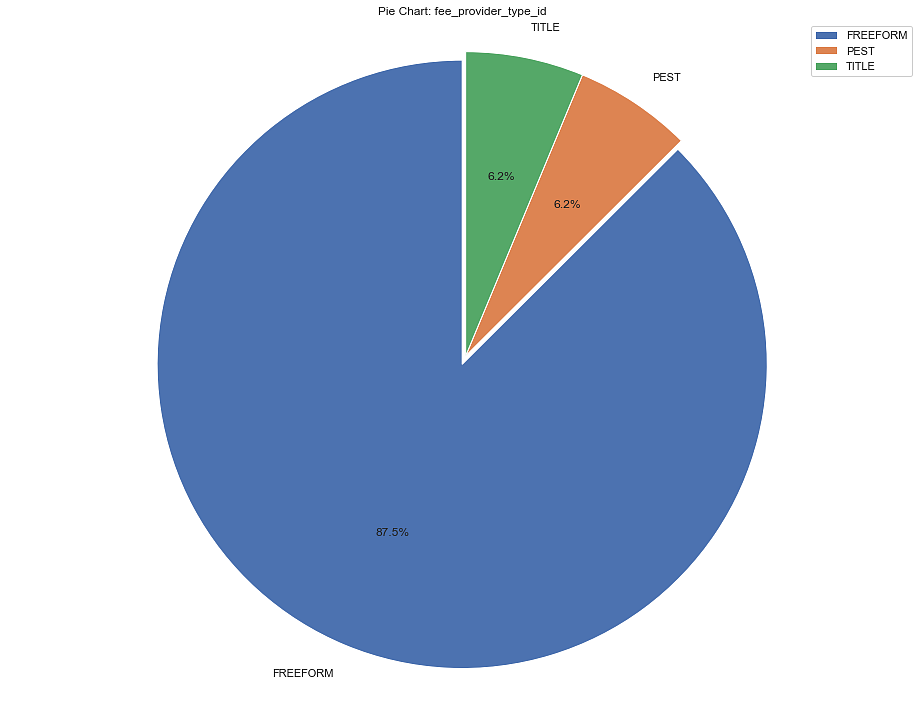 Pie Chart: fee_provider_type_id
TITLE
FREEFORM
PEST
TITLE
PEST
6.2%
6.2%
87.5%
FREEFORM